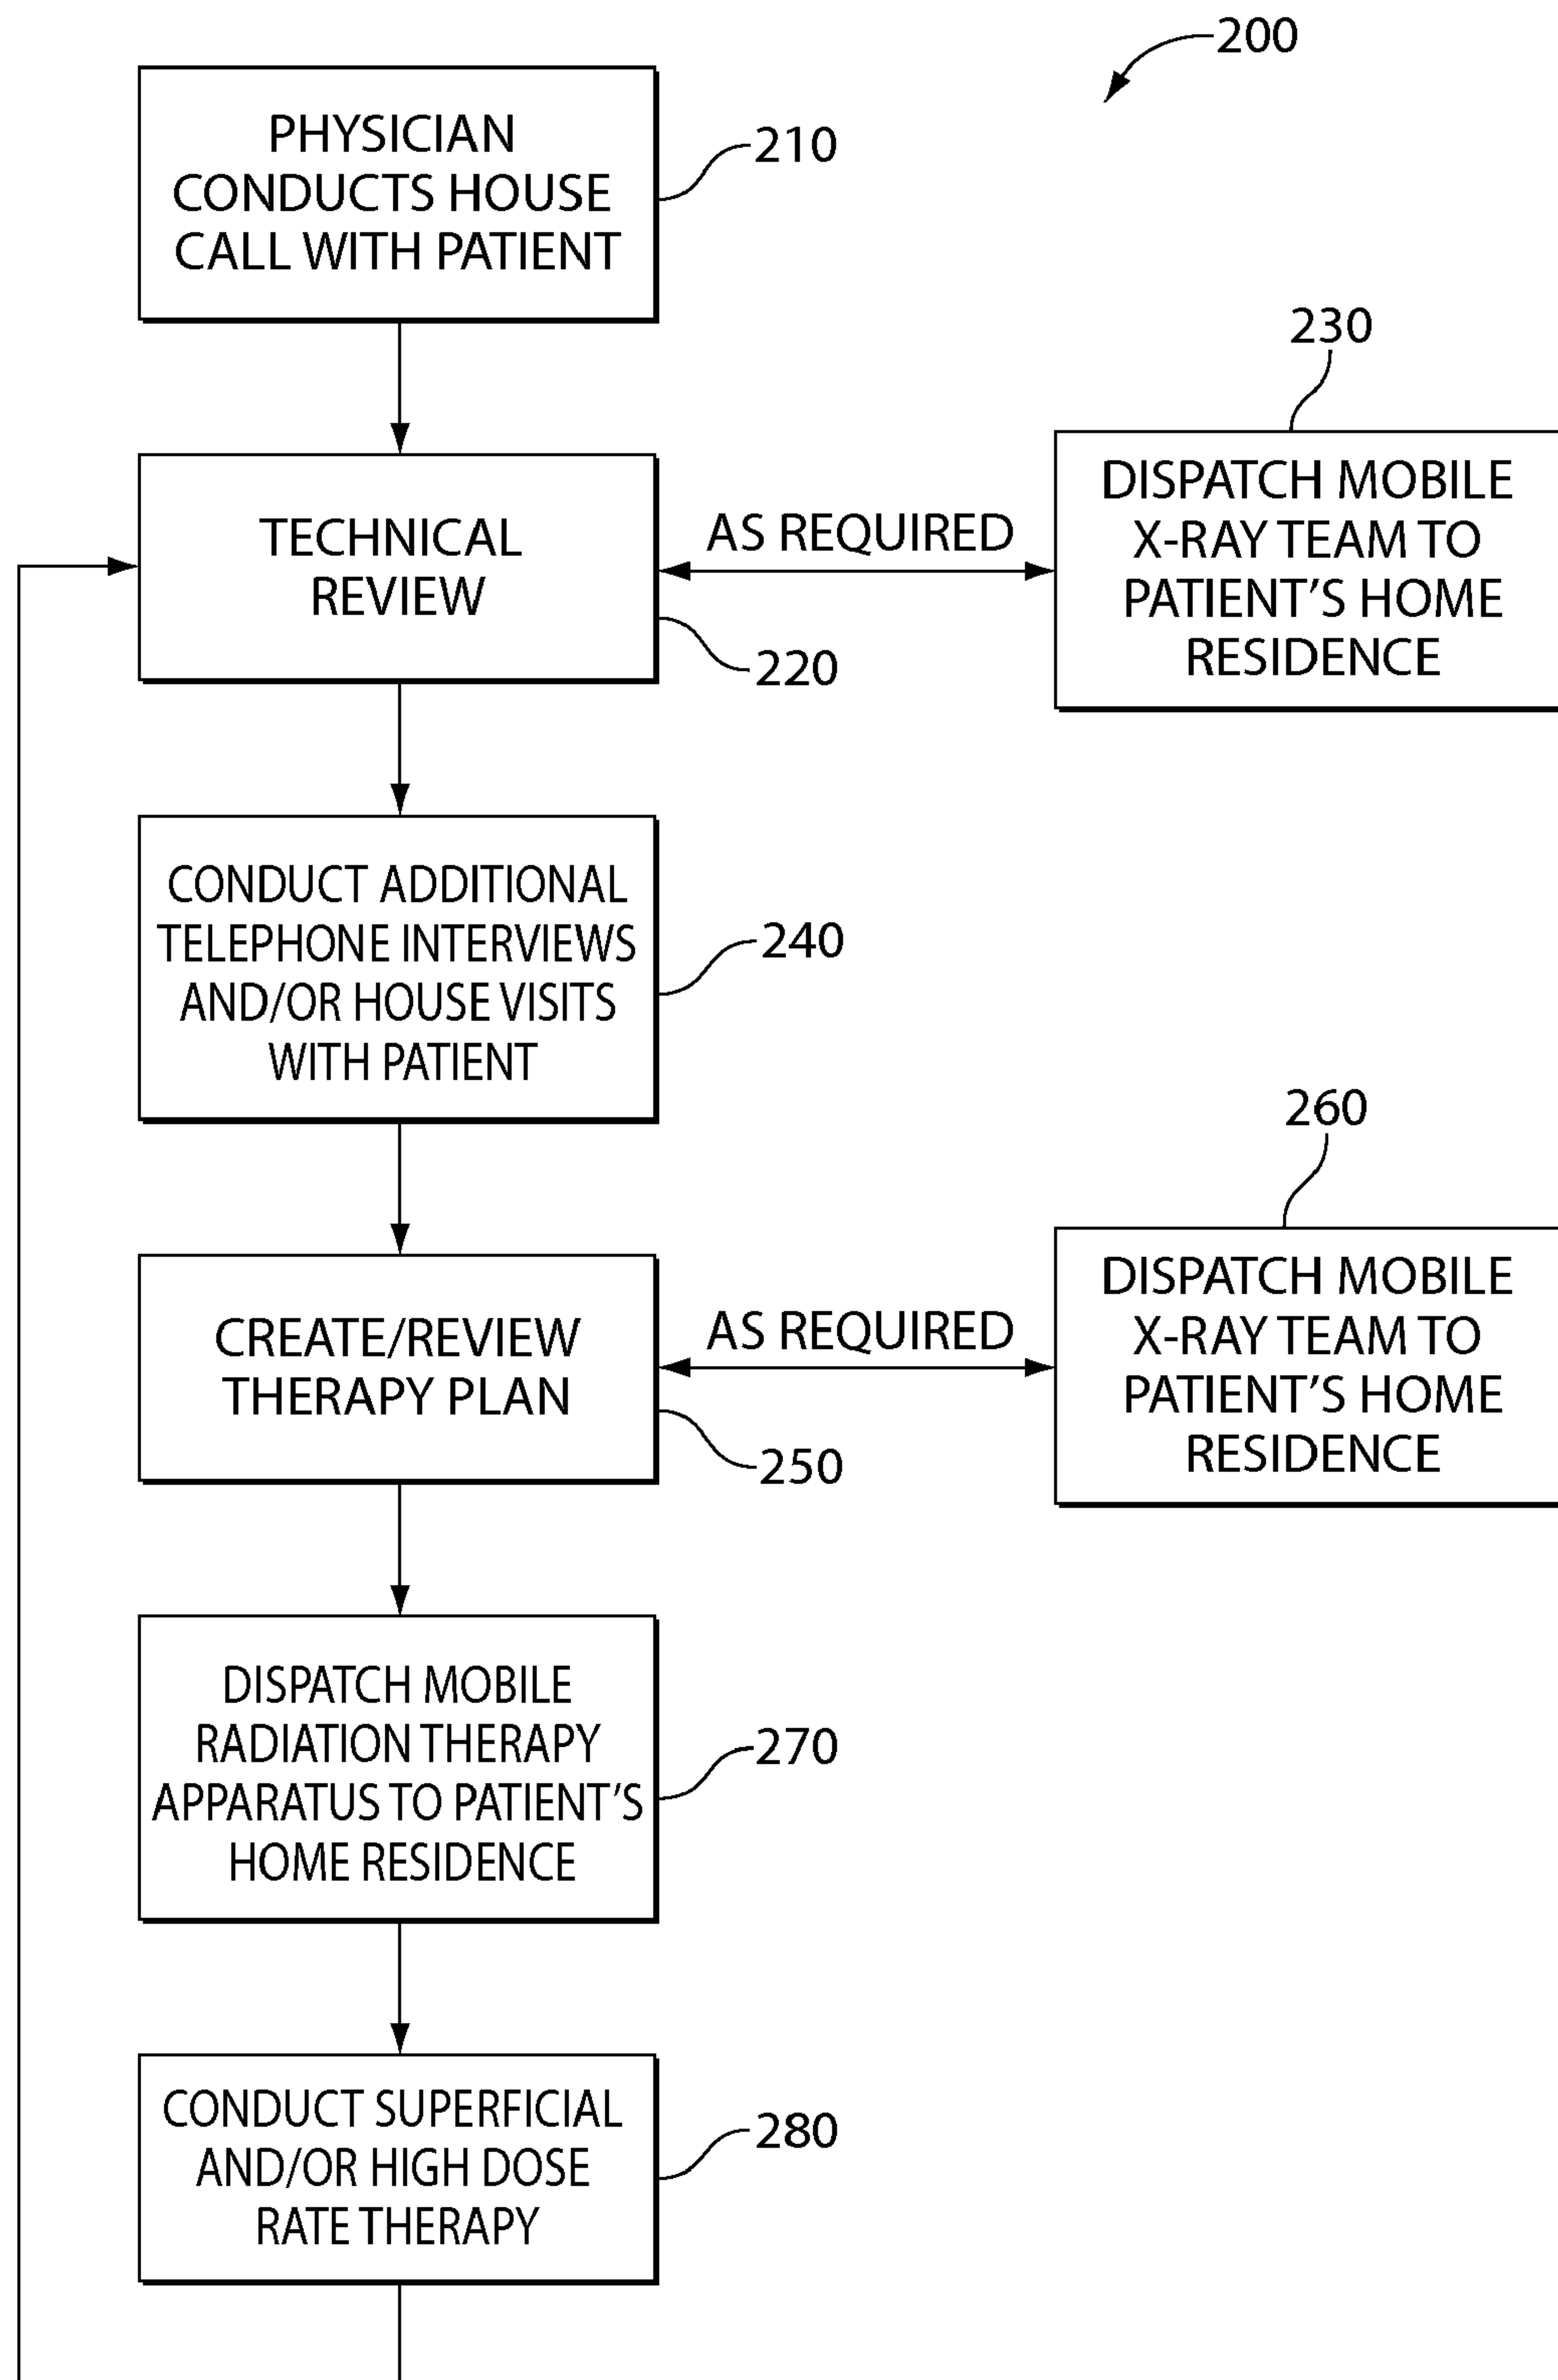 200
PHYSICIAN
CONDUCTS HOUSE
CALL WITH PATIENT
210
230
TECHNICAL
REVIEW
220
AS REQUIRED
DISPATCH MOBILE
X-RAY TEAM TO
PATIENT'S HOME
RESIDENCE
CONDUCT ADDITIONAL
TELEPHONE INTERVIEWS
AND/OR HOUSE VISITS
WITH PATIENT
240
260
CREATE/REVIEW
THERAPY PLAN
250
AS REQUIRED
DISPATCH MOBILE
X-RAY TEAM TO
PATIENT'S HOME
RESIDENCE
DISPATCH MOBILE
RADIATION THERAPY
APPARATUS TO PATIENT'S
HOME RESIDENCE
270
CONDUCT SUPERFICIAL
AND/OR HIGH DOSE
RATE THERAPY
280